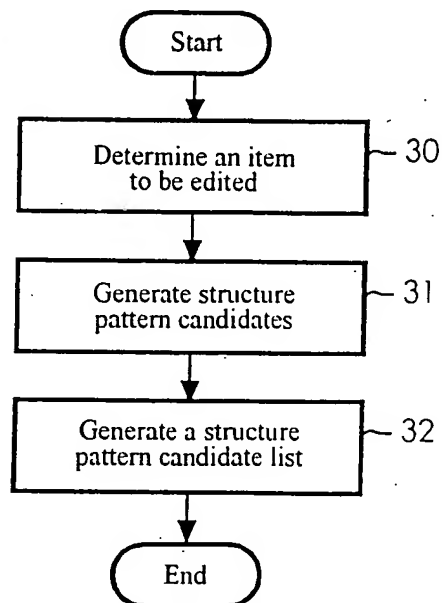 Start
Determine an item
to be edited
30
Generate structure
pattern candidates
31
Generate a structure
pattern candidate list
32
End